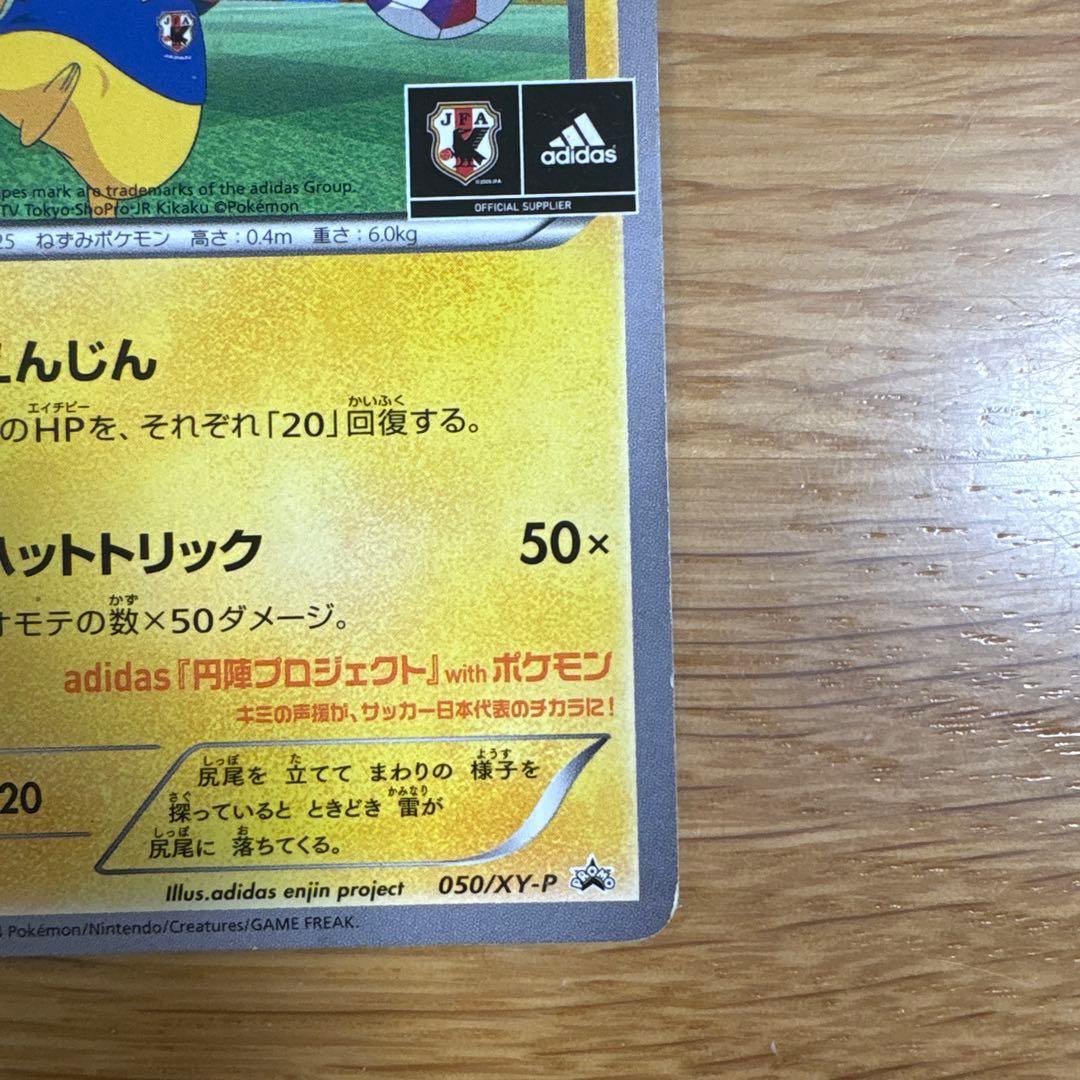 JFA
©2009.JFA
adidas
OFFICIAL SUPPLIER
pes mark are trademarks of the adidas Group.
TV Tokyo·ShoPro·JR Kikaku ©Pokémon
25 ねずみポケモン 高さ：0.4m 重さ：6.0kg
えんじん
エイチピー かいふく
のHPを、それぞれ「20」回復する。
ハットトリック 50×
かず
オモテの数×50ダメージ。
adidas『円陣プロジェクト』with ポケモン
キミの声援が、サッカー日本代表のチカラに！
しっぽ た ようす
尻尾を 立てて まわりの 様子を
さぐ かみなり
20 探っていると ときどき 雷が
しっぽ お
尻尾に 落ちてくる。
Illus.adidas enjin project 050/XY-P PROMO
4 Pokémon/Nintendo/Creatures/GAME FREAK.